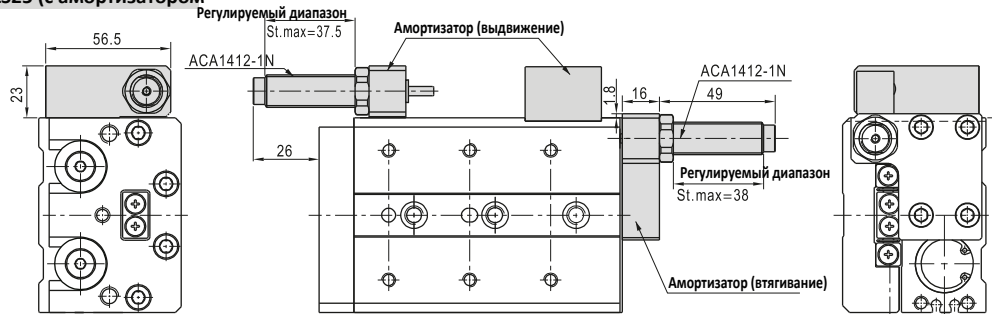 (с амортизатором
Регулируемый диапазон
St.max=37.5
56.5
Амортизатор (выдвижение)
ACA1412-1N
ACA1412-1N
23
1.8
16
49
26
Регулируемый диапазон
St.max=38
Амортизатор (втягивание)